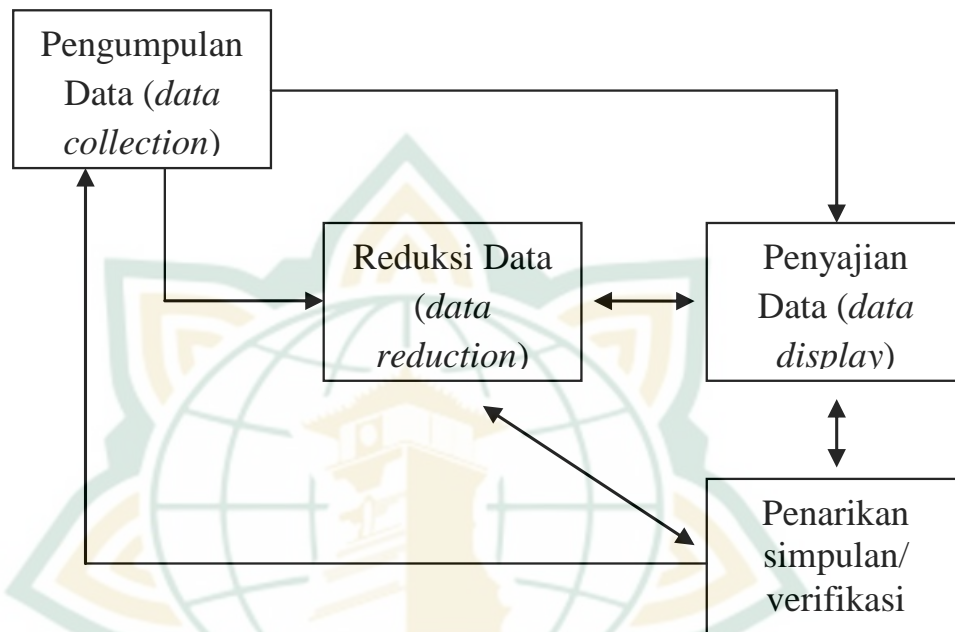 Pengumpulan
Data (data
collection)
Reduksi Data
(data
reduction)
Penyajian
Data (data
display)
Penarikan
simpulan/
verifikasi